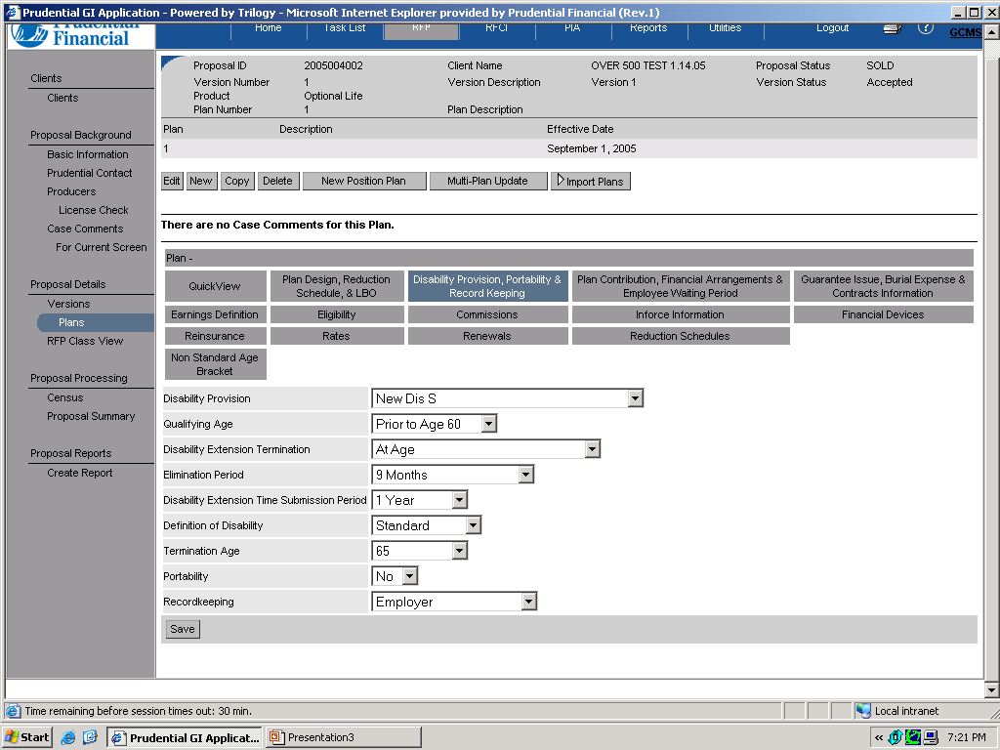 Prudential GI Application - Powered by Trilogy - Microsoft Internet Explorer provided by Prudential Financial (Rev.1)
Prudential
Financial
Home Task List RFP RFCI PIA Reports Utilities Logout ? GCMS
Proposal ID 2005004002 Client Name OVER 500 TEST 1.14.05 Proposal Status SOLD
Version Number 1 Version Description Version 1 Version Status Accepted
Product Optional Life
Plan Number 1 Plan Description
Plan Description Effective Date
1 September 1, 2005
Edit New Copy Delete New Position Plan Multi-Plan Update Import Plans
There are no Case Comments for this Plan.
Clients
Clients
Proposal Background
Basic Information
Prudential Contact
Producers
License Check
Case Comments
For Current Screen
Proposal Details
Versions
Plans
RFP Class View
Proposal Processing
Census
Proposal Summary
Proposal Reports
Create Report
Plan -
QuickView
Plan Design, Reduction
Schedule, & LBO
Disability Provision, Portability &
Record Keeping
Plan Contribution, Financial Arrangements &
Employee Waiting Period
Guarantee Issue, Burial Expense &
Contracts Information
Earnings Definition Eligibility Commissions Inforce Information Financial Devices
Reinsurance Rates Renewals Reduction Schedules
Non Standard Age
Bracket
Disability Provision New Dis S
Qualifying Age Prior to Age 60
Disability Extension Termination At Age
Elimination Period 9 Months
Disability Extension Time Submission Period 1 Year
Definition of Disability Standard
Termination Age 65
Portability No
Recordkeeping Employer
Save
Time remaining before session times out: 30 min. Local intranet
Start Prudential GI Applicat... Presentation3 « 7:21 PM